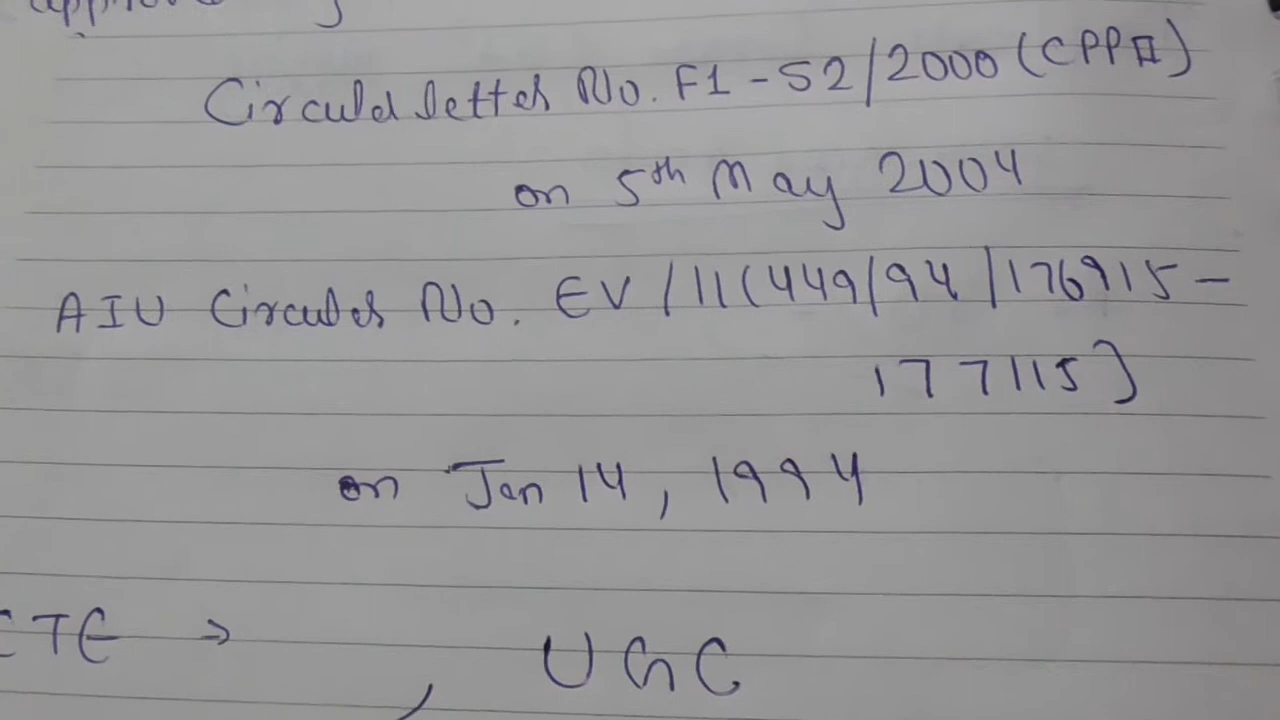 Circular letter No. F1-52/2000 (CPP II)
on 5th May 2004
AIU Circular No. EV/11(449/94/176915-
177115)
on Jan 14, 1994
CTE →
, UGC